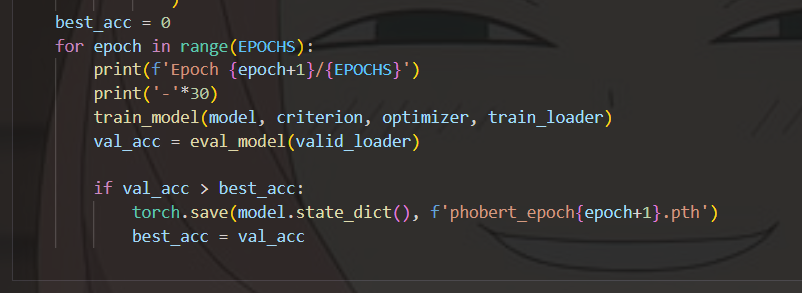 )
best_acc = 0
for epoch in range(EPOCHS):
print(f'Epoch {epoch+1}/{EPOCHS}')
print('-'*30)
train_model(model, criterion, optimizer, train_loader)
val_acc = eval_model(valid_loader)
if val_acc > best_acc:
torch.save(model.state_dict(), f'phobert_epoch{epoch+1}.pth')
best_acc = val_acc